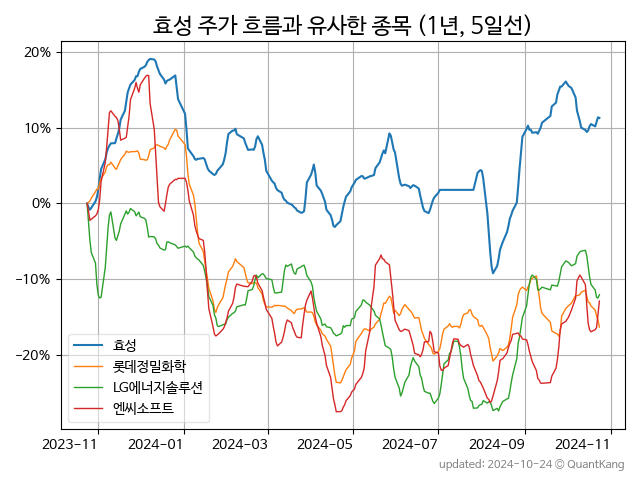 효성 주가 흐름과 유사한 종목 (1년, 5일선)
20%
10%
0%
−10%
−20%
효성
롯데정밀화학
LG에너지솔루션
엔씨소프트
2023-11 2024-01 2024-03 2024-05 2024-07 2024-09 2024-11
updated: 2024-10-24 © QuantKang